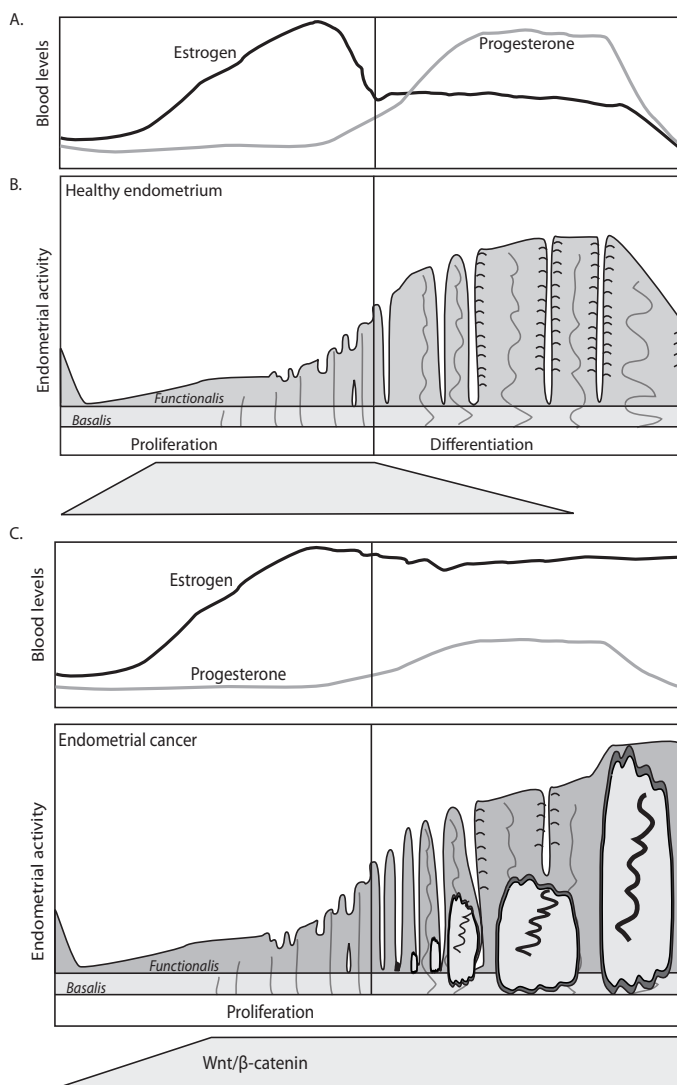 A.
Blood levels
Estrogen
Progesterone
B.
Healthy endometrium
Endometrial activity
Functionalis
Basalis
Proliferation
Differentiation
C.
Blood levels
Estrogen
Progesterone
Endometrial cancer
Endometrial activity
Functionalis
Basalis
Proliferation
Wnt/β-catenin